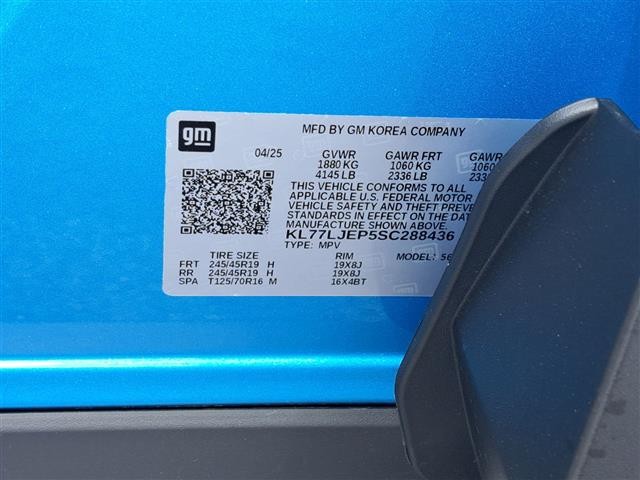 gm
MFD BY GM KOREA COMPANY
04/25 GVWR GAWR FRT GAWR
1880 KG 1060 KG 1060
4145 LB 2336 LB 2336
THIS VEHICLE CONFORMS TO ALL
APPLICABLE U.S. FEDERAL MOTOR
VEHICLE SAFETY AND THEFT PREV
STANDARDS IN EFFECT ON THE DAT
MANUFACTURE SHOWN ABOVE.
KL77LJEP5SC288436
TYPE: MPV MODEL: 56
TIRE SIZE RIM
FRT 245/45R19 H 19X8J
RR 245/45R19 H 19X8J
SPA T125/70R16 M 16X4BT